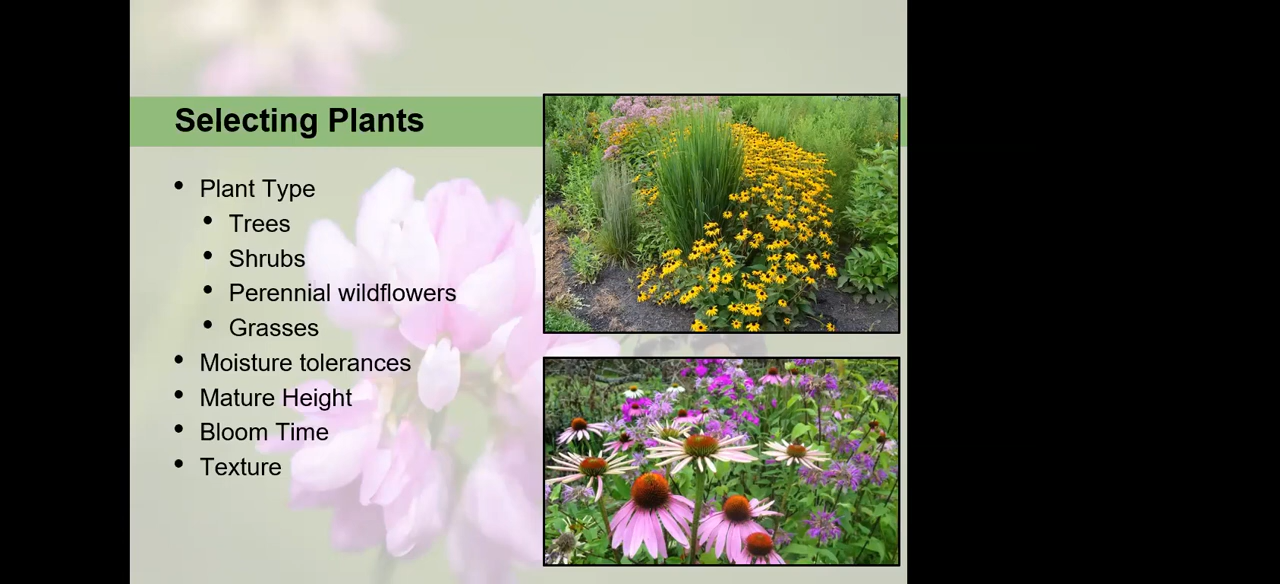 Selecting Plants
• Plant Type
• Trees
• Shrubs
• Perennial wildflowers
• Grasses
• Moisture tolerances
• Mature Height
• Bloom Time
• Texture